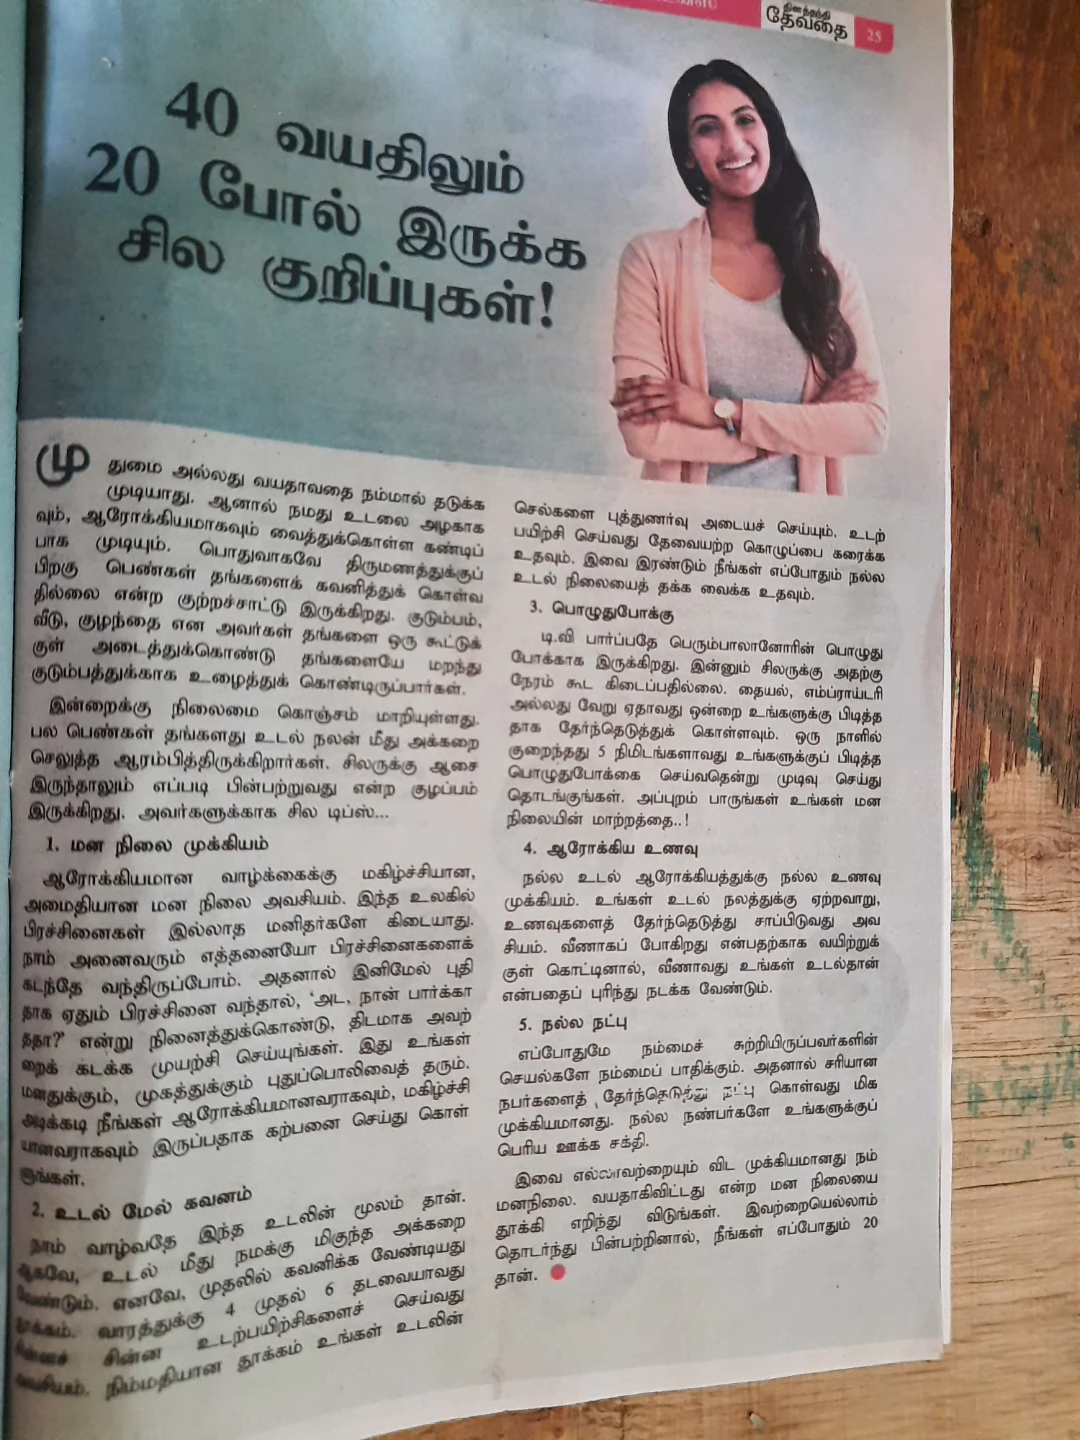 தினத்தந்தி
தேவதை
25
40 வயதிலும்
20 போல் இருக்க
சில குறிப்புகள்!
முதுமை அல்லது வயதாவதை நம்மால் தடுக்க
முடியாது. ஆனால் நமது உடலை அழகாக
வும், ஆரோக்கியமாகவும் வைத்துக்கொள்ள கண்டிப்
பாக முடியும். பொதுவாகவே திருமணத்துக்குப்
பிறகு பெண்கள் தங்களைக் கவனித்துக் கொள்வ
தில்லை என்ற குற்றச்சாட்டு இருக்கிறது. குடும்பம்,
வீடு, குழந்தை என அவர்கள் தங்களை ஒரு கூட்டுக்
குள் அடைத்துக்கொண்டு தங்களையே மறந்து
குடும்பத்துக்காக உழைத்துக் கொண்டிருப்பார்கள்.
இன்றைக்கு நிலைமை கொஞ்சம் மாறியுள்ளது.
பல பெண்கள் தங்களது உடல் நலன் மீது அக்கறை
செலுத்த ஆரம்பித்திருக்கிறார்கள். சிலருக்கு ஆசை
இருந்தாலும் எப்படி பின்பற்றுவது என்ற குழப்பம்
இருக்கிறது. அவர்களுக்காக சில டிப்ஸ்...
1. மன நிலை முக்கியம்
ஆரோக்கியமான வாழ்க்கைக்கு மகிழ்ச்சியான,
அமைதியான மன நிலை அவசியம். இந்த உலகில்
பிரச்சினைகள் இல்லாத மனிதர்களே கிடையாது.
நாம் அனைவரும் எத்தனையோ பிரச்சினைகளைக்
கடந்தே வந்திருப்போம். அதனால் இனிமேல் புதி
தாக ஏதும் பிரச்சினை வந்தால், 'அட, நான் பார்க்கா
ததா?' என்று நினைத்துக்கொண்டு, திடமாக அவற்
றைக் கடக்க முயற்சி செய்யுங்கள். இது உங்கள்
மனதுக்கும், முகத்துக்கும் புதுப்பொலிவைத் தரும்.
அடிக்கடி நீங்கள் ஆரோக்கியமானவராகவும், மகிழ்ச்சி
யானவராகவும் இருப்பதாக கற்பனை செய்து கொள்
ளுங்கள்.
2. உடல் மேல் கவனம்
நாம் வாழ்வதே இந்த உடலின் மூலம் தான்.
ஆகவே, உடல் மீது நமக்கு மிகுந்த அக்கறை
வேண்டும். எனவே, முதலில் கவனிக்க வேண்டியது
தூக்கம். வாரத்துக்கு 4 முதல் 6 தடவையாவது
சின்னச் சின்ன உடற்பயிற்சிகளைச் செய்வது
அவசியம். நிம்மதியான தூக்கம் உங்கள் உடலின்
செல்களை புத்துணர்வு அடையச் செய்யும். உடற்
பயிற்சி செய்வது தேவையற்ற கொழுப்பை கரைக்க
உதவும். இவை இரண்டும் நீங்கள் எப்போதும் நல்ல
உடல் நிலையைத் தக்க வைக்க உதவும்.
3. பொழுதுபோக்கு
டி.வி பார்ப்பதே பெரும்பாலானோரின் பொழுது
போக்காக இருக்கிறது. இன்னும் சிலருக்கு அதற்கு
நேரம் கூட கிடைப்பதில்லை. தையல், எம்ப்ராய்டரி
அல்லது வேறு ஏதாவது ஒன்றை உங்களுக்கு பிடித்த
தாக தேர்ந்தெடுத்துக் கொள்ளவும். ஒரு நாளில்
குறைந்தது 5 நிமிடங்களாவது உங்களுக்குப் பிடித்த
பொழுதுபோக்கை செய்வதென்று முடிவு செய்து
தொடங்குங்கள். அப்புறம் பாருங்கள் உங்கள் மன
நிலையின் மாற்றத்தை..!
4. ஆரோக்கிய உணவு
நல்ல உடல் ஆரோக்கியத்துக்கு நல்ல உணவு
முக்கியம். உங்கள் உடல் நலத்துக்கு ஏற்றவாறு,
உணவுகளைத் தேர்ந்தெடுத்து சாப்பிடுவது அவ
சியம். வீணாகப் போகிறது என்பதற்காக வயிற்றுக்
குள் கொட்டினால், வீணாவது உங்கள் உடல்தான்
என்பதைப் புரிந்து நடக்க வேண்டும்.
5. நல்ல நட்பு
எப்போதுமே நம்மைச் சுற்றியிருப்பவர்களின்
செயல்களே நம்மைப் பாதிக்கும். அதனால் சரியான
நபர்களைத் தேர்ந்தெடுத்து நட்பு கொள்வது மிக
முக்கியமானது. நல்ல நண்பர்களே உங்களுக்குப்
பெரிய ஊக்க சக்தி.
இவை எல்லாவற்றையும் விட முக்கியமானது நம்
மனநிலை. வயதாகிவிட்டது என்ற மன நிலையை
தூக்கி எறிந்து விடுங்கள். இவற்றையெல்லாம்
தொடர்ந்து பின்பற்றினால், நீங்கள் எப்போதும் 20
தான்.